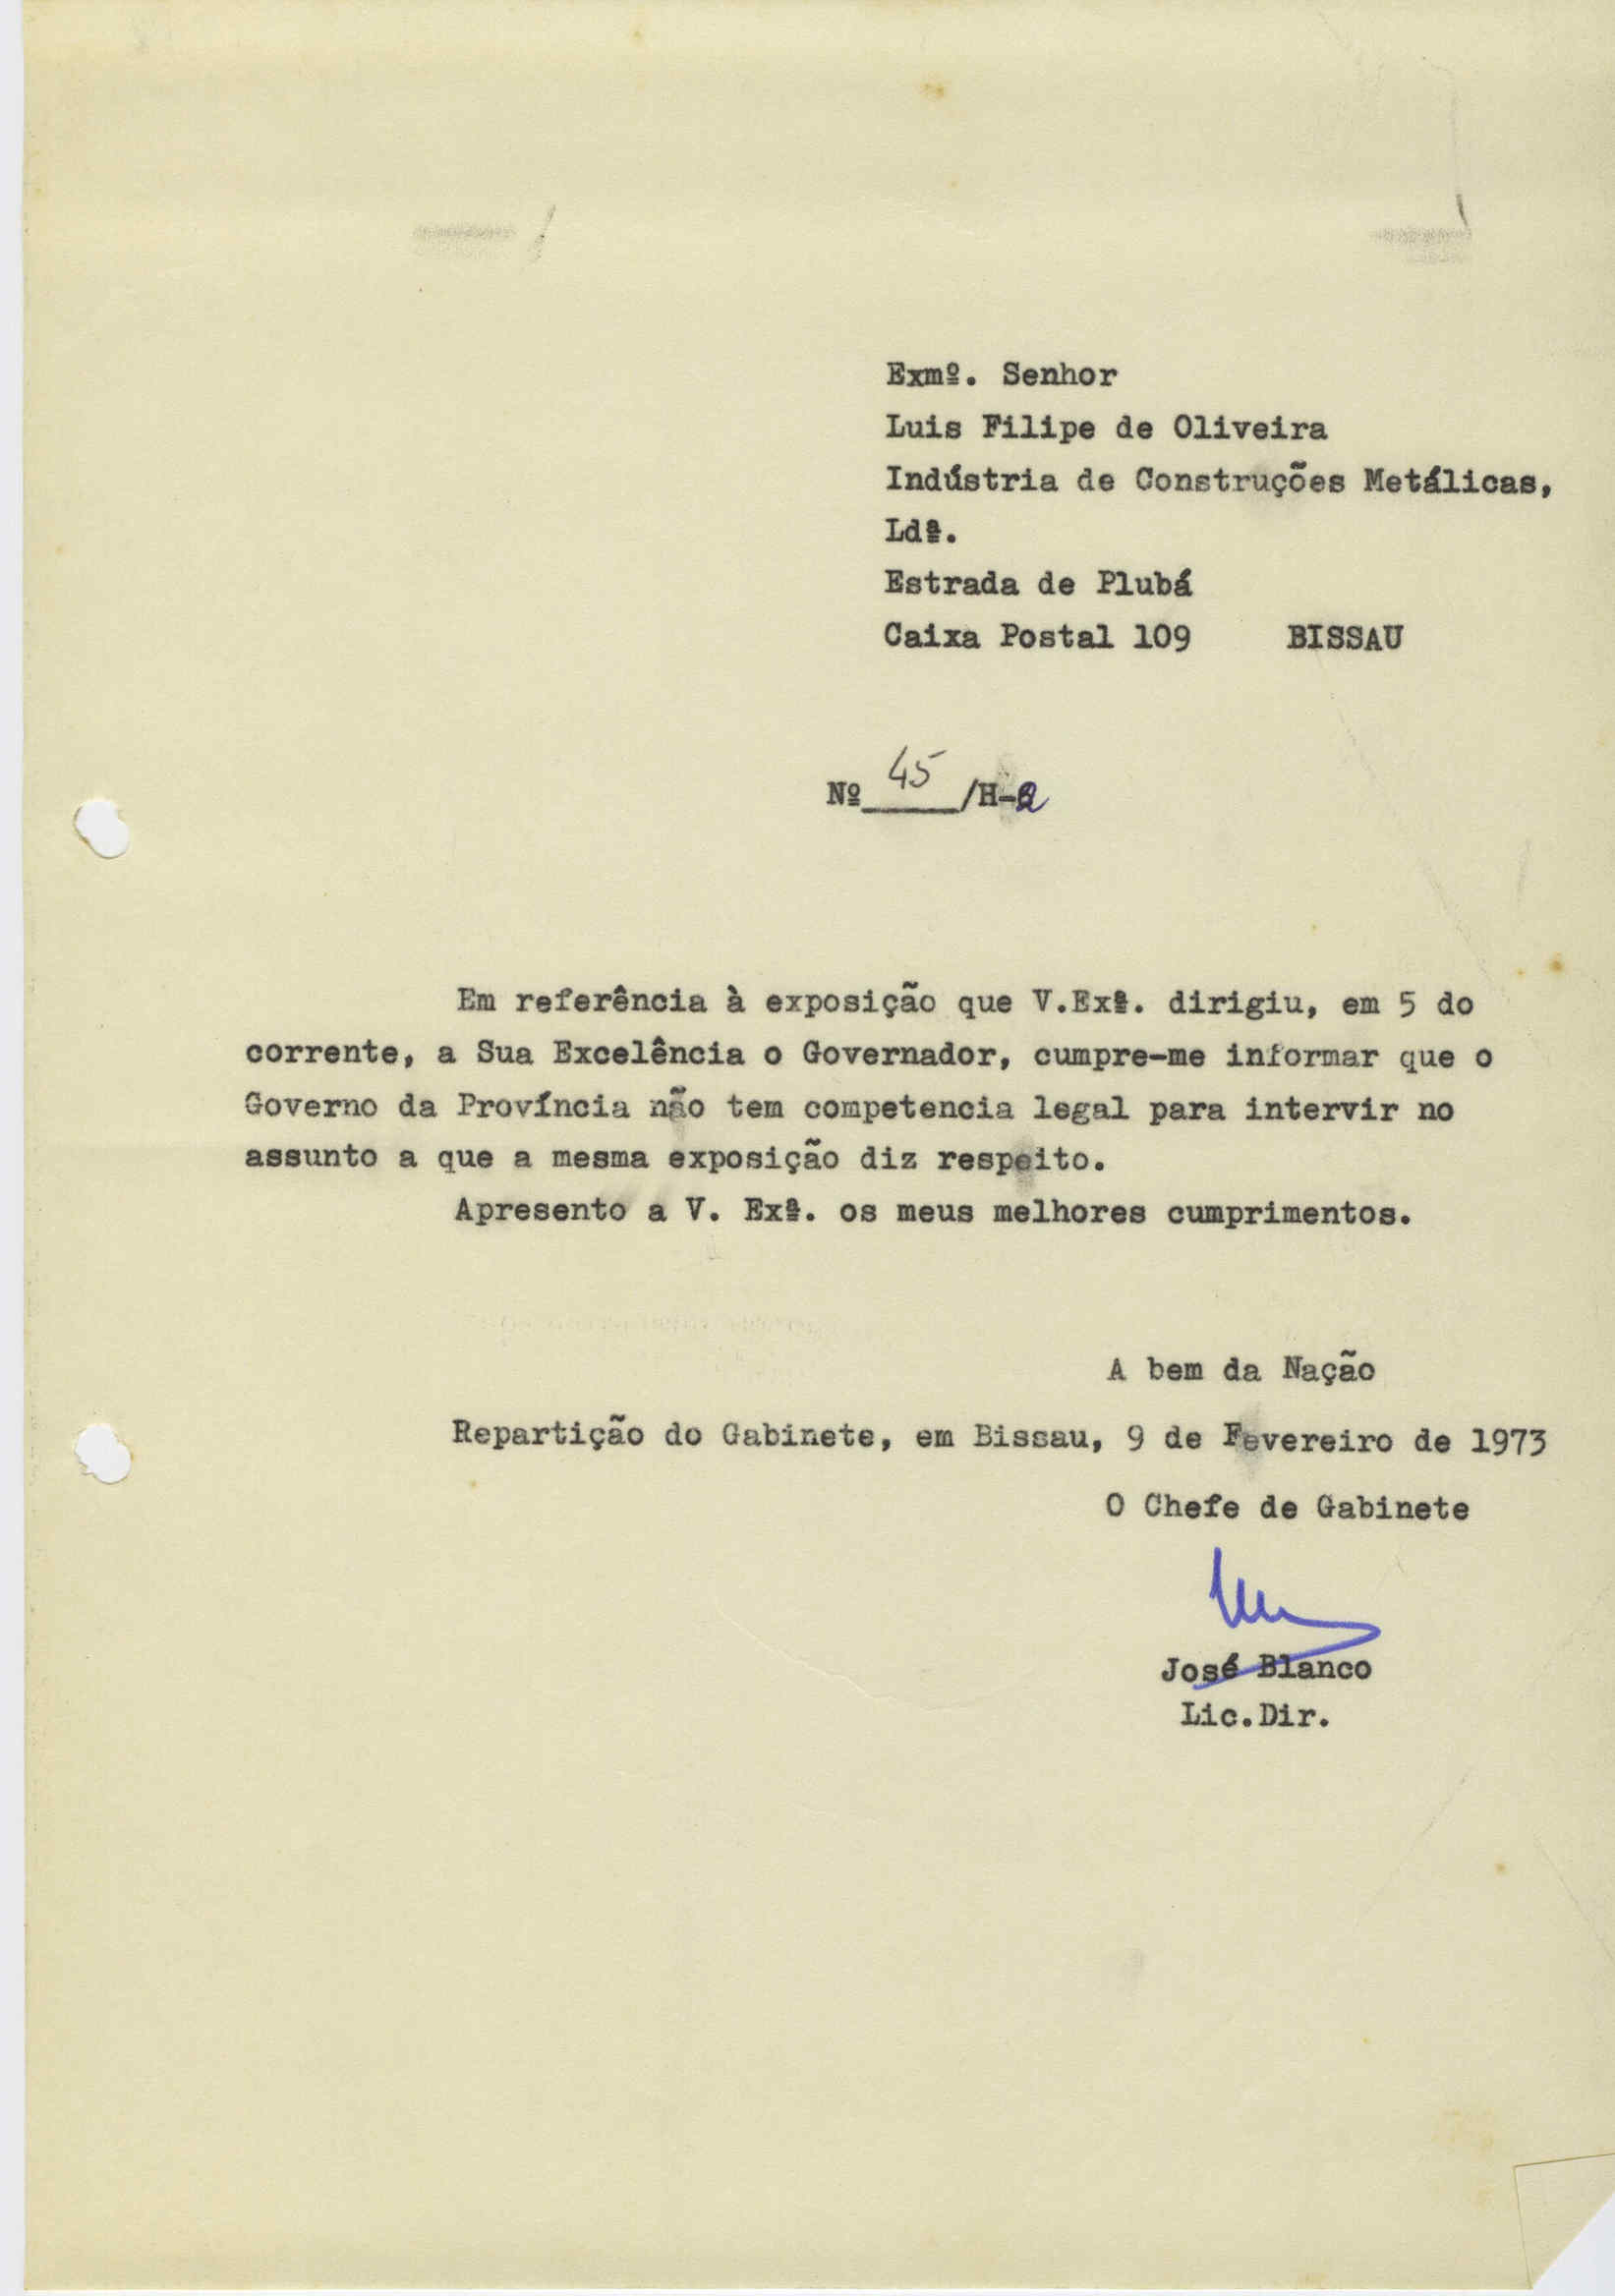 Exmº. Senhor
Luis Filipe de Oliveira
Indústria de Construções Metálicas,
Ldª.
Estrada de Plubá
Caixa Postal 109 BISSAU
Nº 45 /H-2
Em referência à exposição que V.Exª. dirigiu, em 5 do
corrente, a Sua Excelência o Governador, cumpre-me informar que o
Governo da Província não tem competencia legal para intervir no
assunto a que a mesma exposição diz respeito.
Apresento a V. Exª. os meus melhores cumprimentos.
A bem da Nação
Repartição do Gabinete, em Bissau, 9 de Fevereiro de 1973
O Chefe de Gabinete
José Blanco
Lic.Dir.